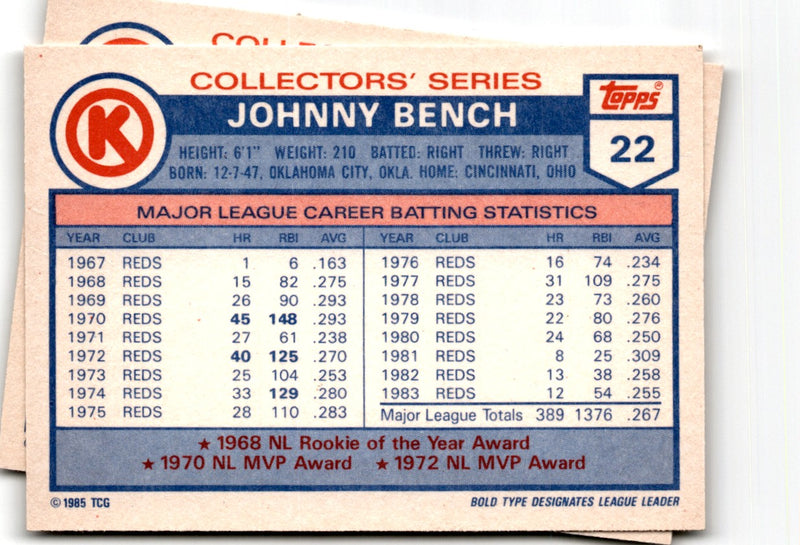 COLLECTORS' SERIES
K
JOHNNY BENCH
Topps®
22
HEIGHT: 6'1" WEIGHT: 210 BATTED: RIGHT THREW: RIGHT
BORN: 12-7-47, OKLAHOMA CITY, OKLA. HOME: CINCINNATI, OHIO
MAJOR LEAGUE CAREER BATTING STATISTICS
YEAR CLUB HR RBI AVG YEAR CLUB HR RBI AVG
1967 REDS 1 6 .163 1976 REDS 16 74 .234
1968 REDS 15 82 .275 1977 REDS 31 109 .275
1969 REDS 26 90 .293 1978 REDS 23 73 .260
1970 REDS 45 148 .293 1979 REDS 22 80 .276
1971 REDS 27 61 .238 1980 REDS 24 68 .250
1972 REDS 40 125 .270 1981 REDS 8 25 .309
1973 REDS 25 104 .253 1982 REDS 13 38 .258
1974 REDS 33 129 .280 1983 REDS 12 54 .255
1975 REDS 28 110 .283 Major League Totals 389 1376 .267
★ 1968 NL Rookie of the Year Award
★ 1970 NL MVP Award ★ 1972 NL MVP Award
© 1985 TCG BOLD TYPE DESIGNATES LEAGUE LEADER